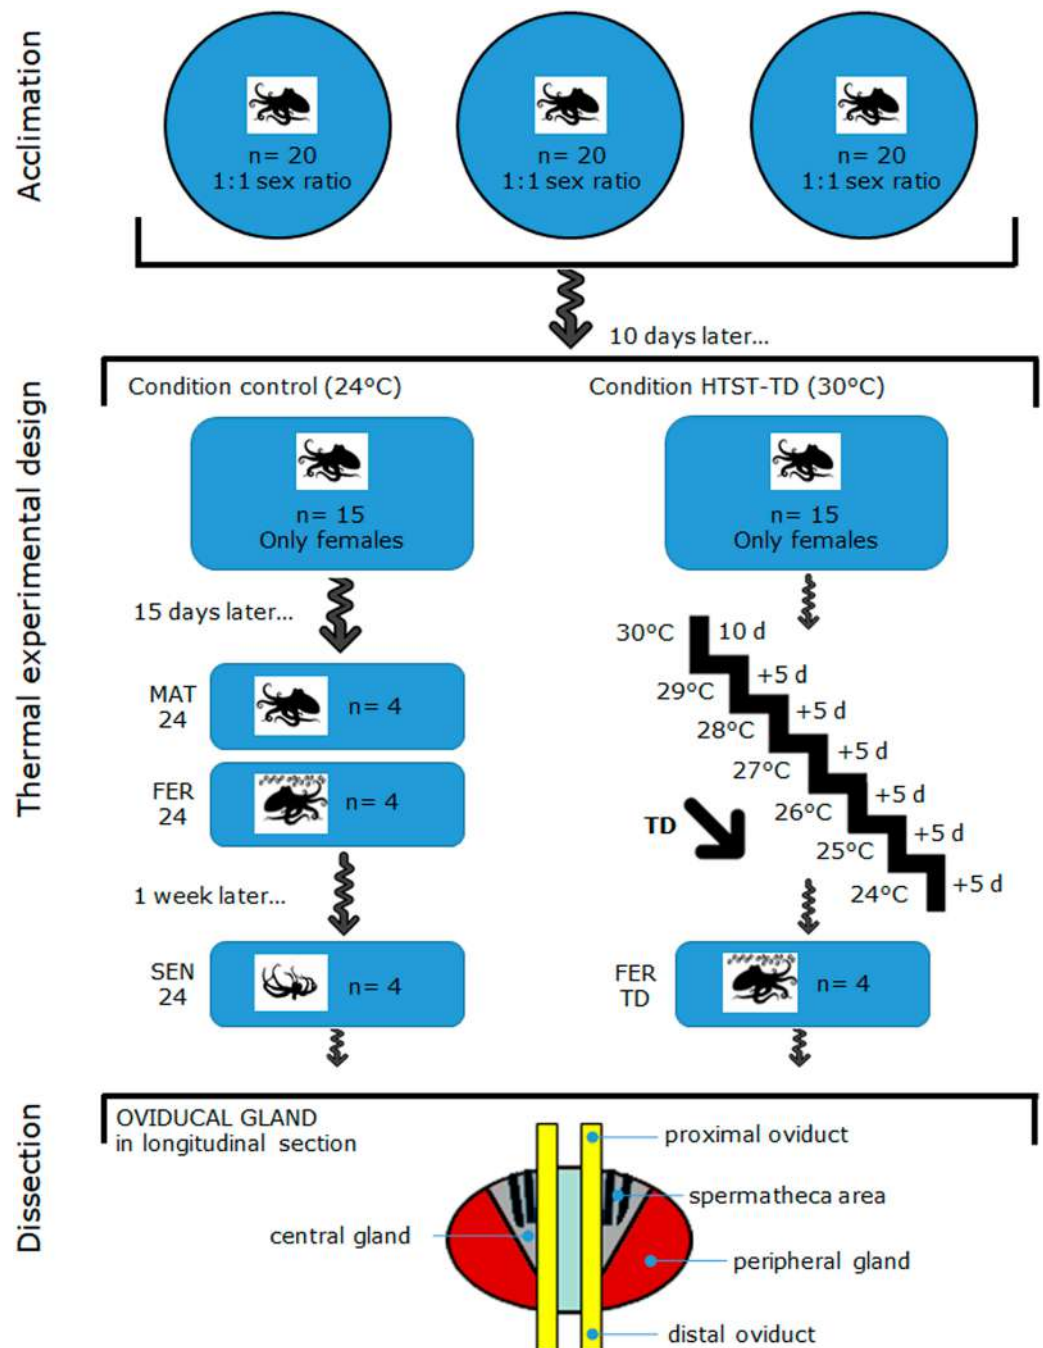 Acclimation
n= 20
1:1 sex ratio
n= 20
1:1 sex ratio
n= 20
1:1 sex ratio
10 days later...
Thermal experimental design
Condition control (24°C)
Condition HTST-TD (30°C)
n= 15
Only females
n= 15
Only females
15 days later...
MAT
24
n= 4
FER
24
n= 4
1 week later...
SEN
24
n= 4
30°C
10 d
29°C
+5 d
28°C
+5 d
27°C
+5 d
26°C
+5 d
25°C
+5 d
24°C
+5 d
TD
FER
TD
n= 4
Dissection
OVIDUCAL GLAND
in longitudinal section
proximal oviduct
spermatheca area
central gland
peripheral gland
distal oviduct